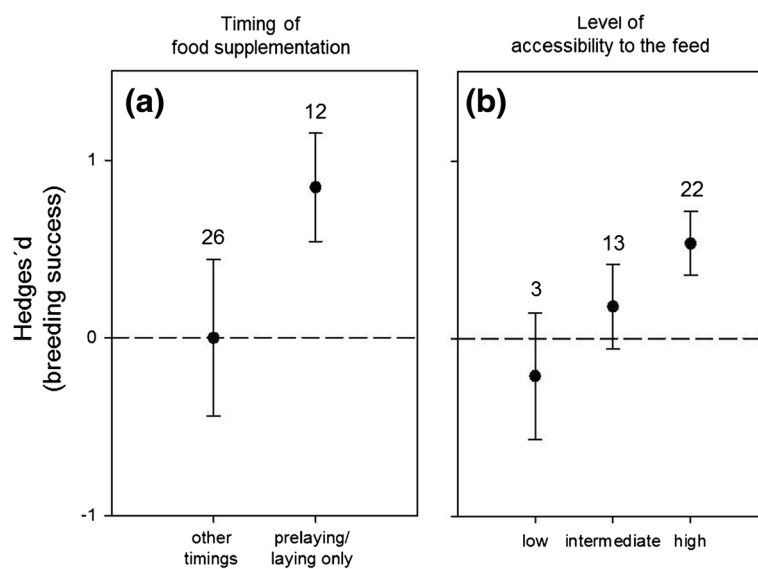 Timing of
food supplementation
Level of
accessibility to the feed
(a)
(b)
12
26
22
13
3
1
0
-1
Hedges´d
(breeding success)
other
timings
prelaying/
laying only
low
intermediate
high